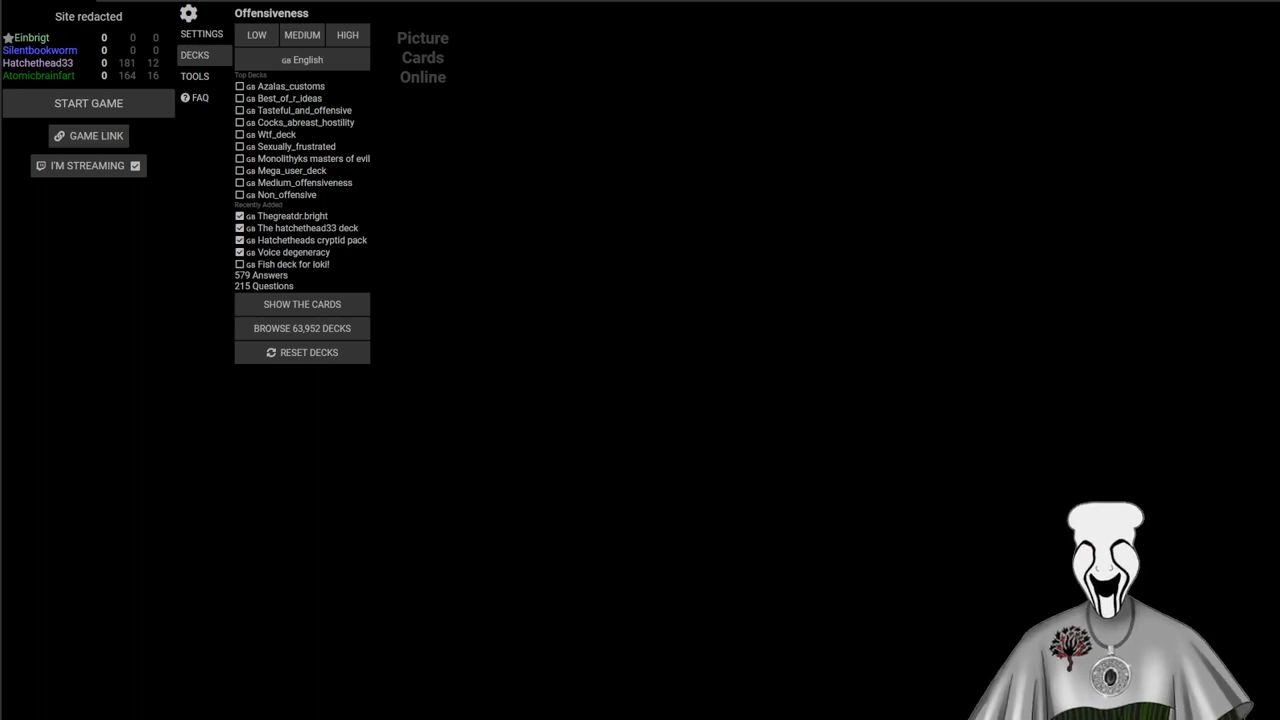 Site redacted
Einbrigt 0 0 0
Silentbookworm 0 0 0
Hatchethead33 0 181 12
Atomicbrainfart 0 164 16
START GAME
GAME LINK
I'M STREAMING
SETTINGS
DECKS
TOOLS
FAQ
Offensiveness
LOW MEDIUM HIGH
GB English
Top Decks
GB Azalas_customs
GB Best_of_r_ideas
GB Tasteful_and_offensive
GB Cocks_abreast_hostility
GB Wtf_deck
GB Sexually_frustrated
GB Monolithyks masters of evil
GB Mega_user_deck
GB Medium_offensiveness
GB Non_offensive
Recently Added
GB Thegreatdr.bright
GB The hatchethead33 deck
GB Hatchetheads cryptid pack
GB Voice degeneracy
GB Fish deck for loki!
579 Answers
215 Questions
SHOW THE CARDS
BROWSE 63,952 DECKS
RESET DECKS
Picture
Cards
Online